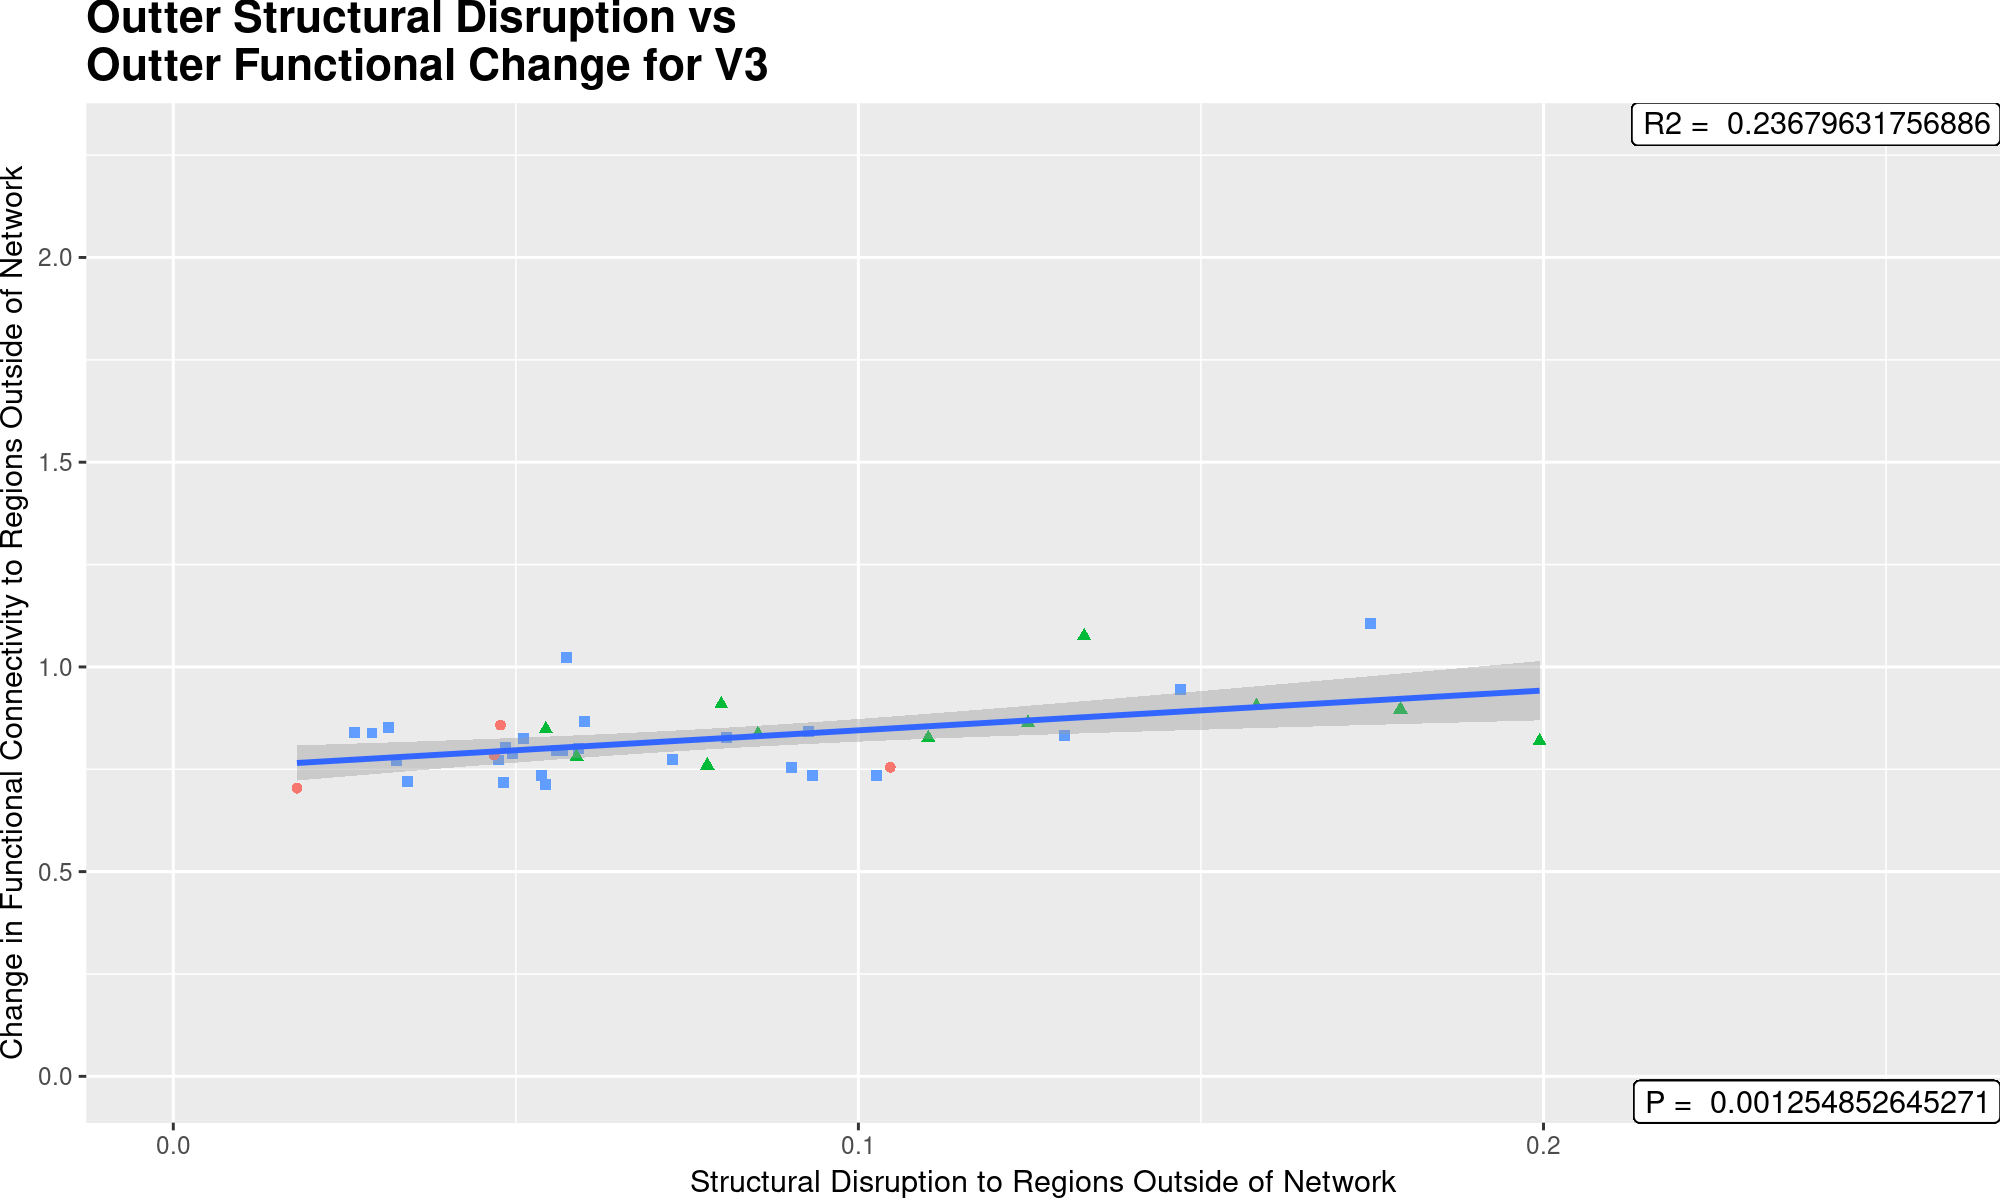 Outter Structural Disruption vs
Outter Functional Change for V3
R2 =  0.23679631756886
Change in Functional Connectivity to Regions Outside of Network
2.0
1.5
1.0
0.5
0.0
P =  0.001254852645271
0.0
0.1
0.2
Structural Disruption to Regions Outside of Network